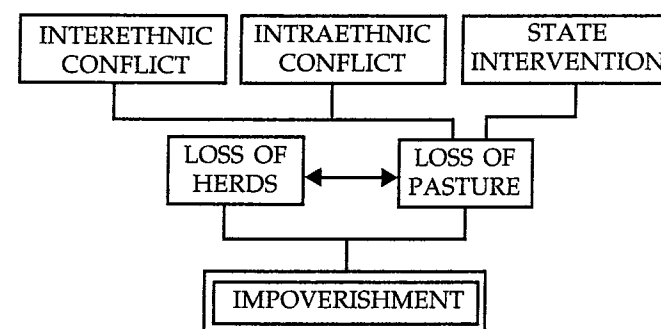 INTERETHNIC
CONFLICT
INTRAETHNIC
CONFLICT
STATE
INTERVENTION
LOSS OF
HERDS
LOSS OF
PASTURE
IMPOVERISHMENT